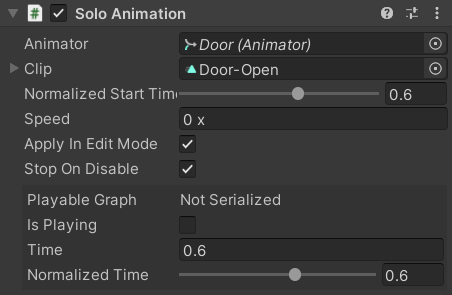 Solo Animation
Animator Door (Animator)
Clip Door-Open
Normalized Start Time 0.6
Speed 0 x
Apply In Edit Mode
Stop On Disable
Playable Graph Not Serialized
Is Playing
Time 0.6
Normalized Time 0.6